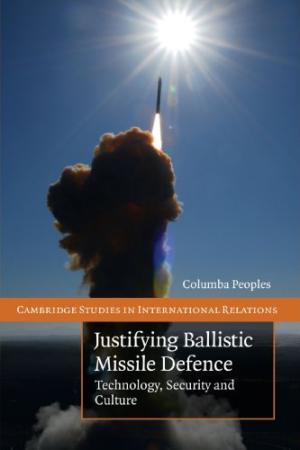 Columba Peoples
CAMBRIDGE STUDIES IN INTERNATIONAL RELATIONS
Justifying Ballistic
Missile Defence
Technology, Security and
Culture